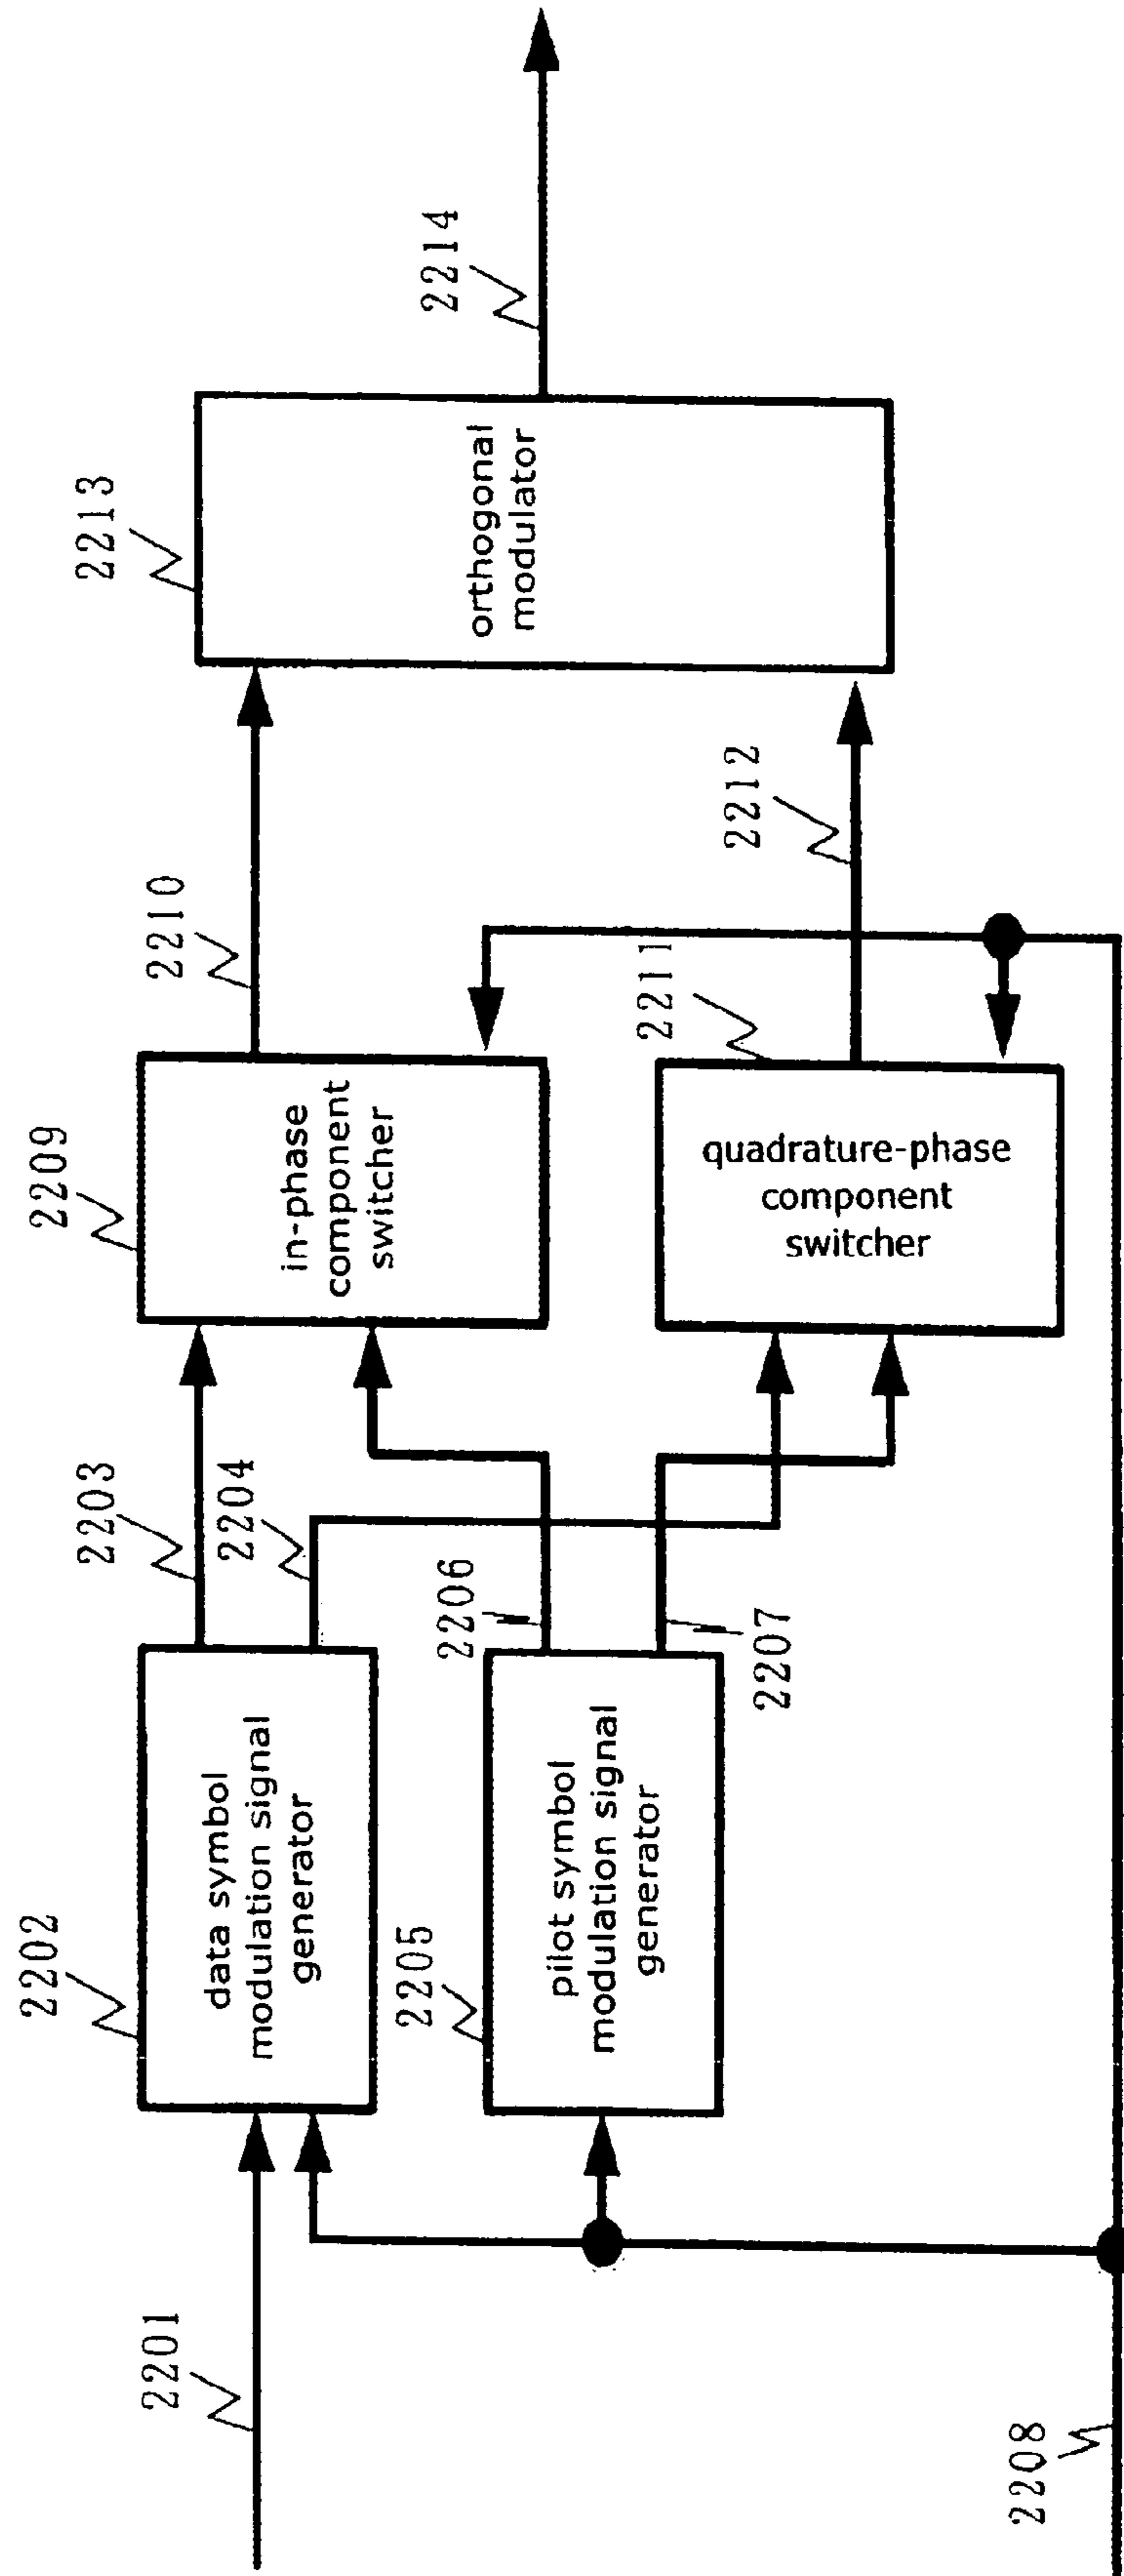 2201
2202
data symbol
modulation signal
generator
2203
2204
2205
pilot symbol
modulation signal
generator
2206
2207
2208
2209
in-phase
component
switcher
2210
2211
quadrature-phase
component
switcher
2212
2213
orthogonal
modulator
2214